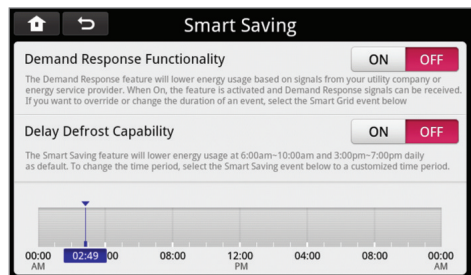 Smart Saving
Demand Response Functionality
ON OFF
The Demand Response feature will lower energy usage based on signals from your utility company or
energy service provider. When On, the feature is activated and Demand Response signals can be received.
If you want to override or change the duration of an event, select the Smart Grid event below
Delay Defrost Capability
ON OFF
The Smart Saving feature will lower energy usage at 6:00am~10:00am and 3:00pm~7:00pm daily
as default. To change the time period, select the Smart Saving event below to a customized time period.
00:00 02:49 00 08:00 12:00 04:00 08:00 00:00
AM PM AM